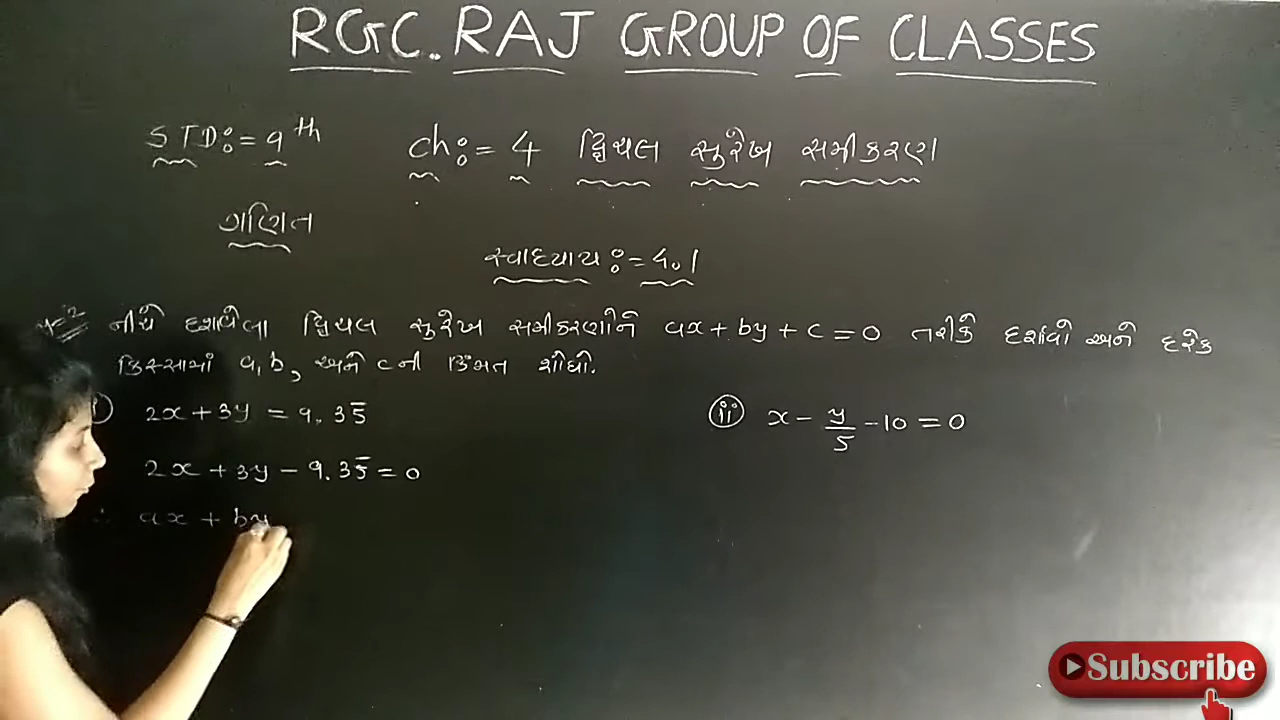 RGC. RAJ GROUP OF CLASSES
STD:= 9th ch:= 4 દ્વિચલ સુરેખ સમીકરણ
ગણિત
સ્વાધ્યાય := 4.1
નીચે દર્શાવેલા દ્વિચલ સુરેખ સમીકરણોને ax + by + c = 0 તરીકે દર્શાવો અને દરેક
કિસ્સામાં a, b, અને c ની કિંમત શોધો.
2x + 3y = 9.35̅
(ii) x - y/5 - 10 = 0
2x + 3y - 9.35̅ = 0
∴ ax + by
Subscribe